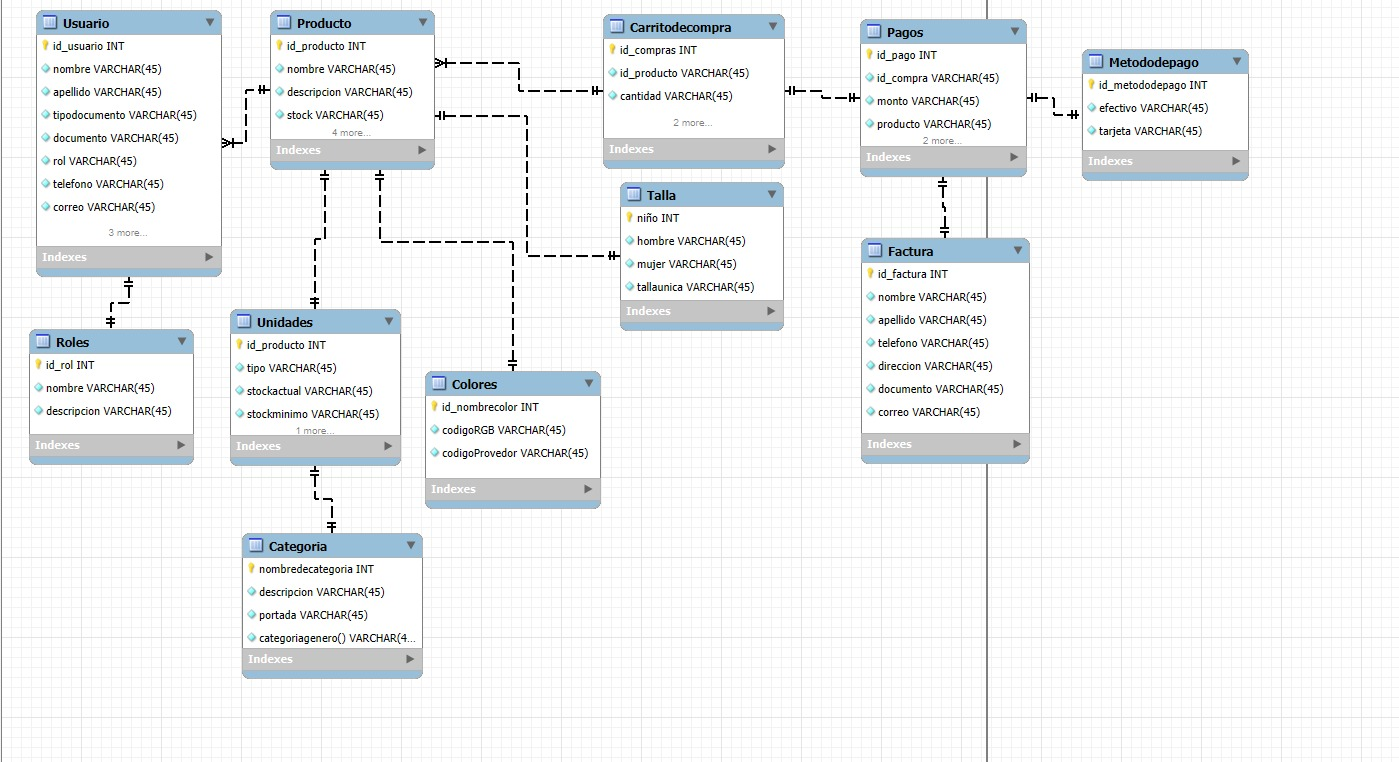 Usuario
id_usuario INT
nombre VARCHAR(45)
apellido VARCHAR(45)
tipodocumento VARCHAR(45)
documento VARCHAR(45)
rol VARCHAR(45)
telefono VARCHAR(45)
correo VARCHAR(45)
3 more...
Indexes
Producto
id_producto INT
nombre VARCHAR(45)
descripcion VARCHAR(45)
stock VARCHAR(45)
4 more...
Indexes
Carritodecompra
id_compras INT
id_producto VARCHAR(45)
cantidad VARCHAR(45)
2 more...
Indexes
Pagos
id_pago INT
id_compra VARCHAR(45)
monto VARCHAR(45)
producto VARCHAR(45)
2 more...
Indexes
Metododepago
id_metododepago INT
efectivo VARCHAR(45)
tarjeta VARCHAR(45)
Indexes
Talla
niño INT
hombre VARCHAR(45)
mujer VARCHAR(45)
tallaunica VARCHAR(45)
Indexes
Factura
id_factura INT
nombre VARCHAR(45)
apellido VARCHAR(45)
telefono VARCHAR(45)
direccion VARCHAR(45)
documento VARCHAR(45)
correo VARCHAR(45)
Indexes
Roles
id_rol INT
nombre VARCHAR(45)
descripcion VARCHAR(45)
Indexes
Unidades
id_producto INT
tipo VARCHAR(45)
stockactual VARCHAR(45)
stockminimo VARCHAR(45)
1 more...
Indexes
Colores
id_nombrecolor INT
codigoRGB VARCHAR(45)
codigoProvedor VARCHAR(45)
Indexes
Categoria
nombredecategoria INT
descripcion VARCHAR(45)
portada VARCHAR(45)
categoriagenero() VARCHAR(4...
Indexes